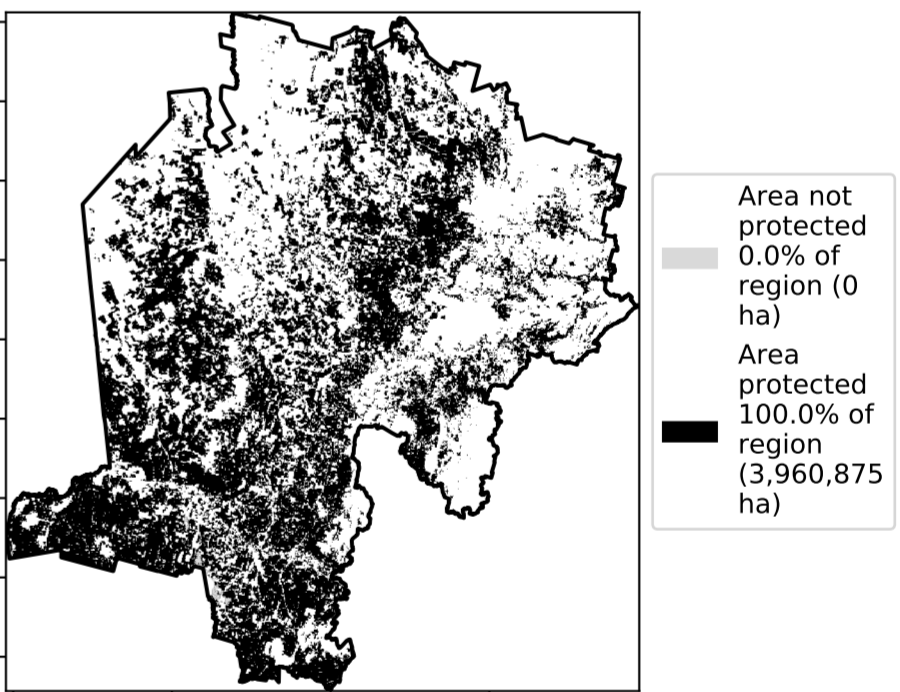 Area not
protected
0.0% of
region (0
ha)
Area
protected
100.0% of
region
(3,960,875
ha)